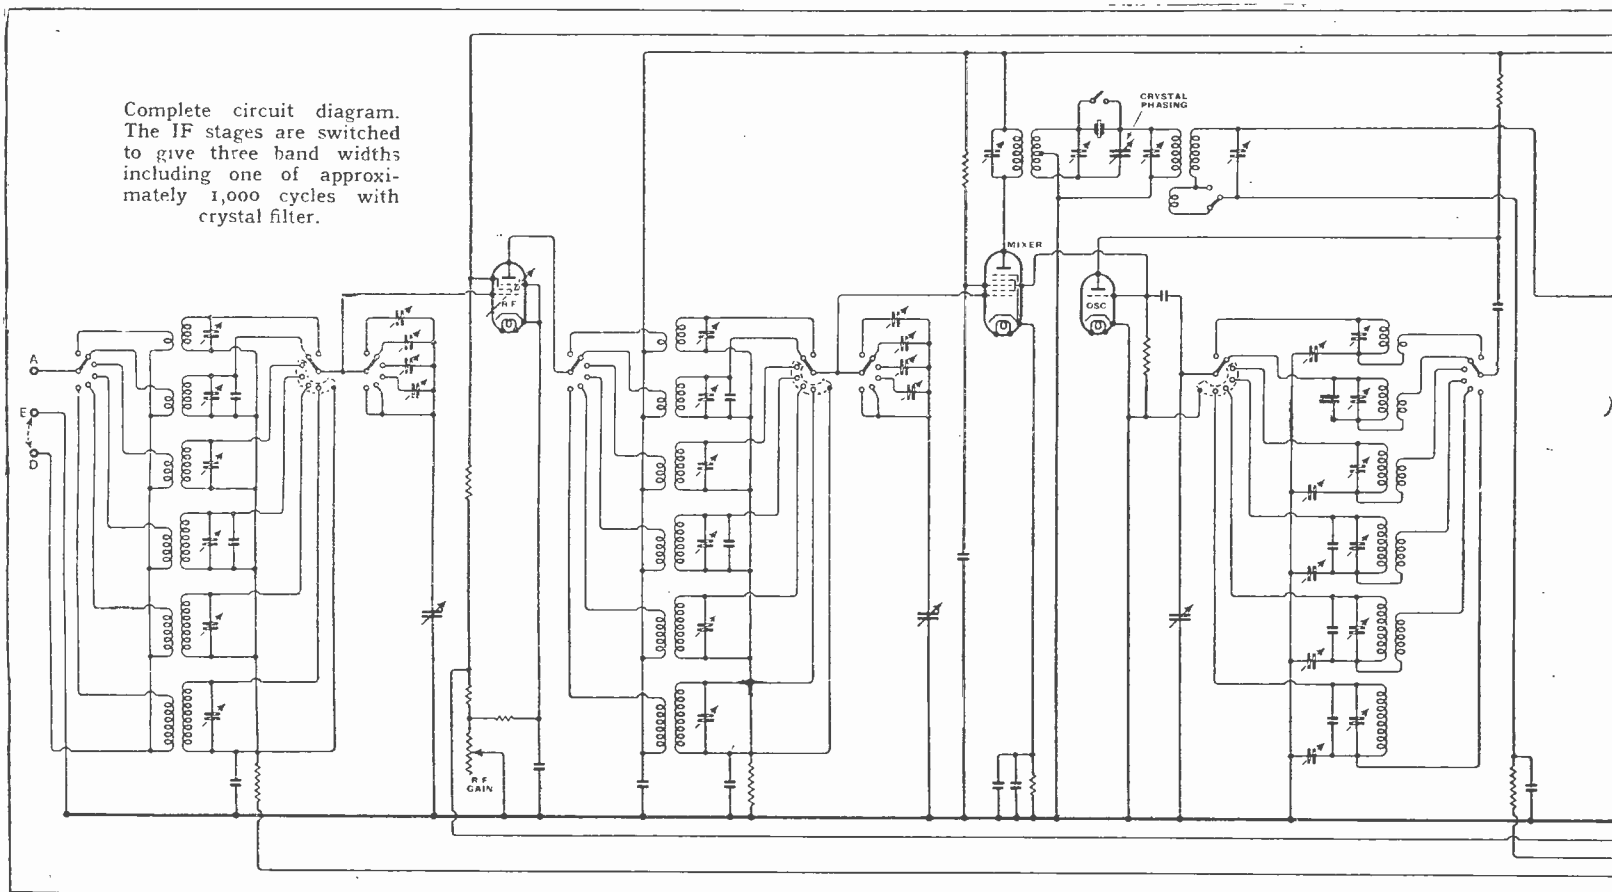 Complete circuit diagram.
The IF stages are switched
to give three band widths
including one of approxi-
mately 1,000 cycles with
crystal filter.
CRYSTAL
PHASING
MIXER
R F
OSC
A
E
D
R F
GAIN